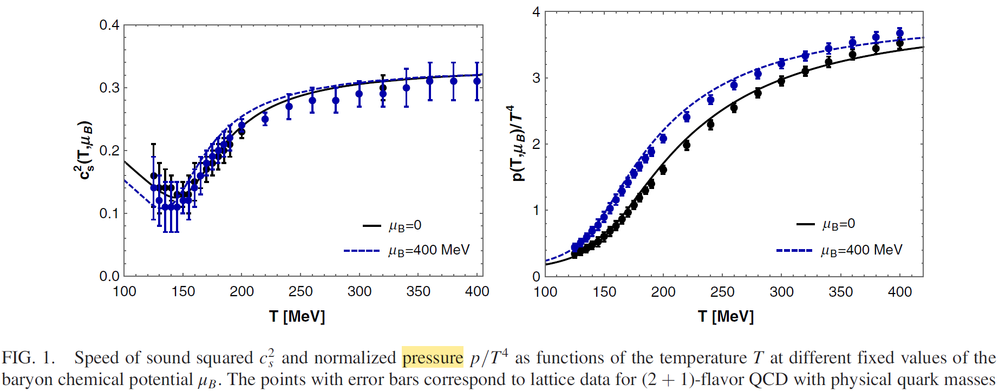 0.4
0.3
0.2
0.1
0.0
c_s^2(T,μ_B)
μ_B=0
μ_B=400 MeV
100 150 200 250 300 350 400
T [MeV]
4
3
2
1
0
p(T,μ_B)/T^4
μ_B=0
μ_B=400 MeV
100 150 200 250 300 350 400
T [MeV]
FIG. 1. Speed of sound squared c_s^2 and normalized pressure p/T^4 as functions of the temperature T at different fixed values of the
baryon chemical potential μ_B. The points with error bars correspond to lattice data for (2 + 1)-flavor QCD with physical quark masses